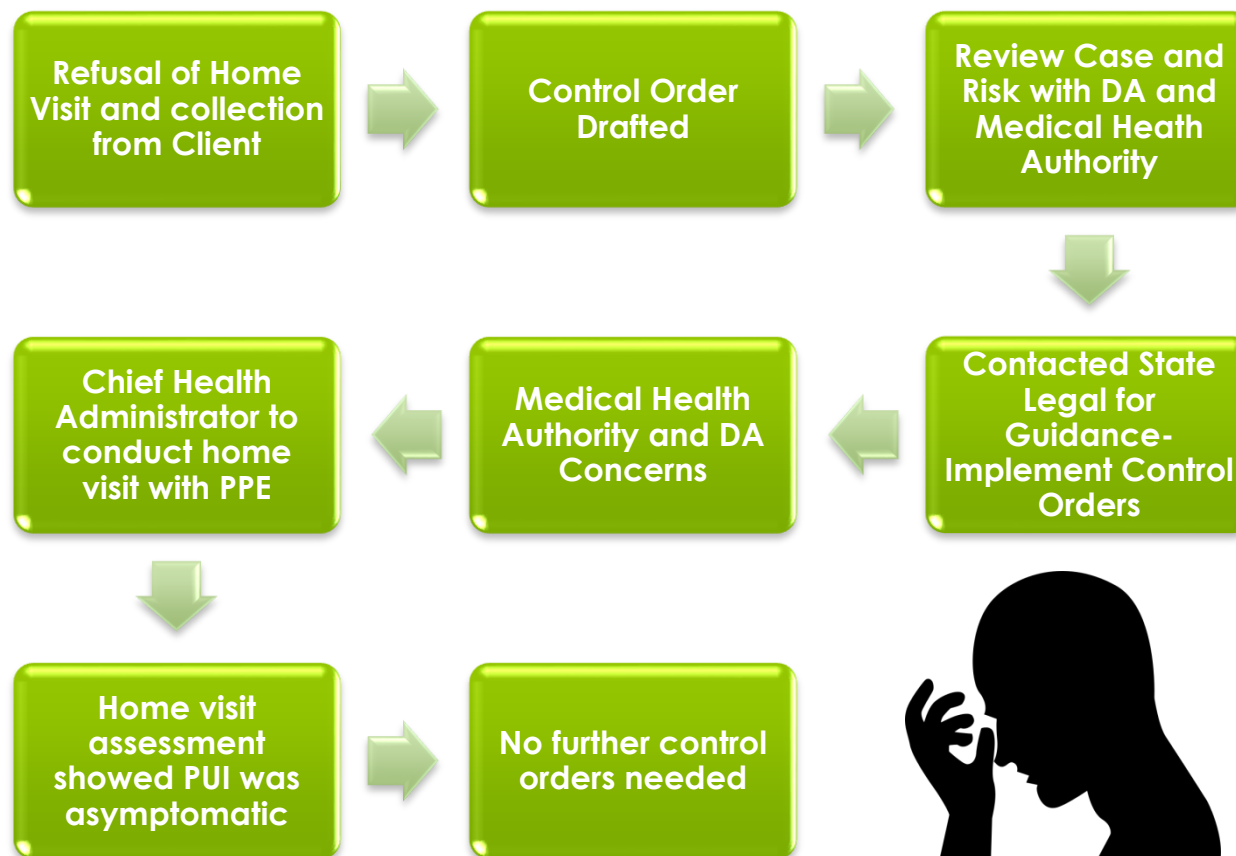 Refusal of Home
Visit and collection
from Client
Control Order
Drafted
Review Case and
Risk with DA and
Medical Heath
Authority
Contacted State
Legal for
Guidance-
Implement Control
Orders
Medical Health
Authority and DA
Concerns
Chief Health
Administrator to
conduct home
visit with PPE
Home visit
assessment
showed PUI was
asymptomatic
No further control
orders needed